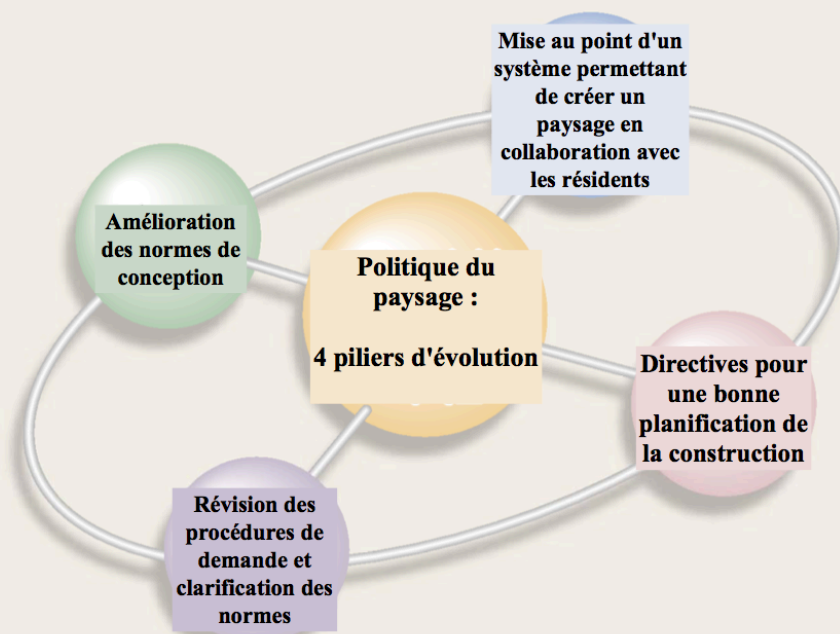 Mise au point d'un
système permettant
de créer un
paysage en
collaboration avec
les résidents
Amélioration
des normes de
conception
Politique du
paysage :
4 piliers d'évolution
Directives pour
une bonne
planification de
la construction
Révision des
procédures de
demande et
clarification des
normes